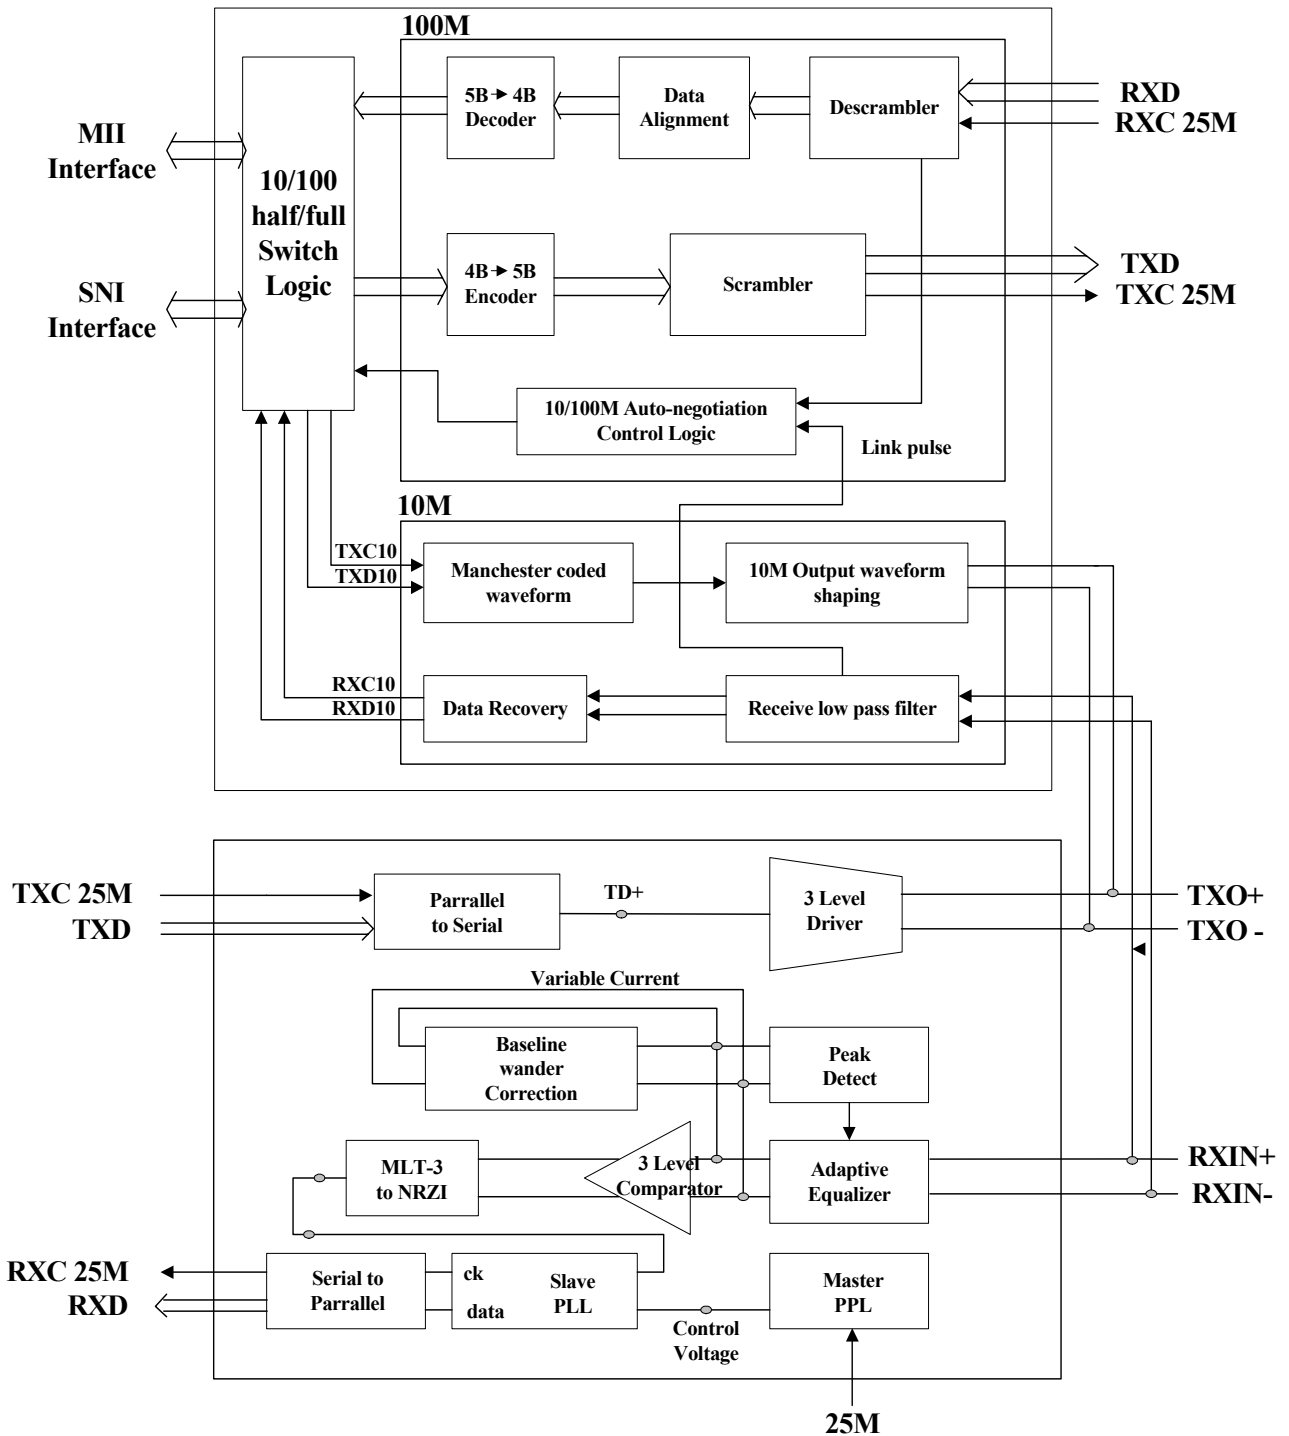 100M
MII
Interface
SNI
Interface
10/100
half/full
Switch
Logic
5B 4B
Decoder
Data
Alignment
Descrambler
RXD
RXC 25M
4B 5B
Encoder
Scrambler
TXD
TXC 25M
10/100M Auto-negotiation
Control Logic
Link pulse
10M
TXC10
TXD10
Manchester coded
waveform
10M Output waveform
shaping
RXC10
RXD10
Data Recovery
Receive low pass filter
TXC 25M
TXD
Parrallel
to Serial
TD+
3 Level
Driver
TXO+
TXO -
Variable Current
Baseline
wander
Correction
Peak
Detect
MLT-3
to NRZI
3 Level
Comparator
Adaptive
Equalizer
RXIN+
RXIN-
RXC 25M
RXD
Serial to
Parrallel
ck
data
Slave
PLL
Control
Voltage
Master
PPL
25M